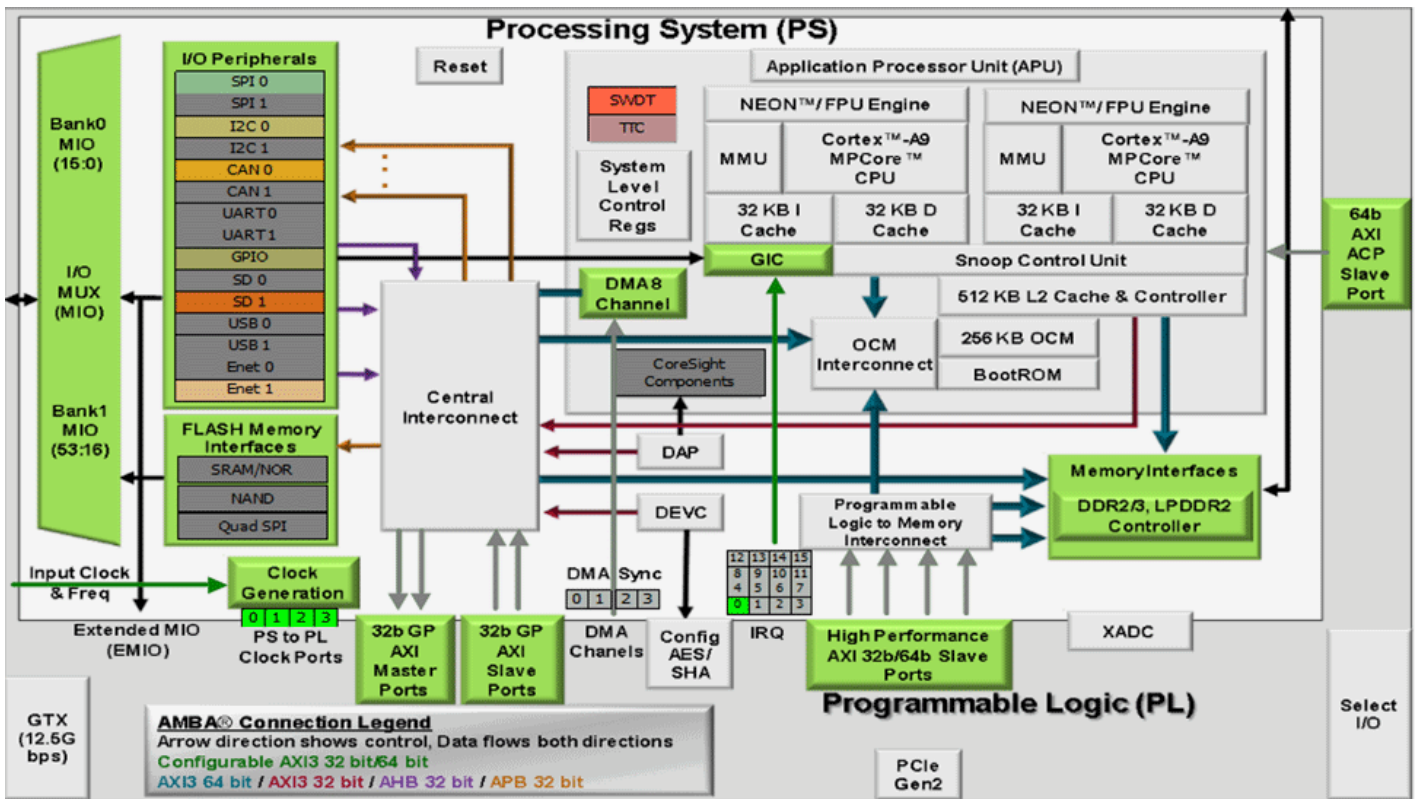 Processing System (PS)
Bank0
MIO
(15:0)
I/O
MUX
(MIO)
Bank1
MIO
(53:16)
I/O Peripherals
SPI 0
SPI 1
I2C 0
I2C 1
CAN 0
CAN 1
UART 0
UART 1
GPIO
SD 0
SD 1
USB 0
USB 1
Enet 0
Enet 1
FLASH Memory
Interfaces
SRAM/NOR
NAND
Quad SPI
Reset
Application Processor Unit (APU)
SWDT
TTC
System
Level
Control
Regs
NEON™/FPU Engine
MMU
Cortex™-A9
MPCore™
CPU
32 KB I
Cache
32 KB D
Cache
NEON™/FPU Engine
MMU
Cortex™-A9
MPCore™
CPU
32 KB I
Cache
32 KB D
Cache
GIC
Snoop Control Unit
DMA8
Channel
512 KB L2 Cache & Controller
OCM
Interconnect
256 KB OCM
BootROM
CoreSight
Components
Central
Interconnect
DAP
DEVC
Programmable
Logic to Memory
Interconnect
Memory Interfaces
DDR2/3, LPDDR2
Controller
64b
AXI
ACP
Slave
Port
Input Clock
& Freq
Clock
Generation
0 1 2 3
PS to PL
Clock Ports
Extended MIO
(EMIO)
32b GP
AXI
Master
Ports
32b GP
AXI
Slave
Ports
DMA Sync
0 1 2 3
DMA
Chanels
Config
AES/
SHA
12 13 14 15
8 9 10 11
4 5 6 7
0 1 2 3
IRQ
High Performance
AXI 32b/64b Slave
Ports
XADC
Programmable Logic (PL)
GTX
(12.5G
bps)
AMBA® Connection Legend
Arrow direction shows control, Data flows both directions
Configurable AXI3 32 bit/64 bit
AXI3 64 bit / AXI3 32 bit / AHB 32 bit / APB 32 bit
PCIe
Gen2
Select
I/O